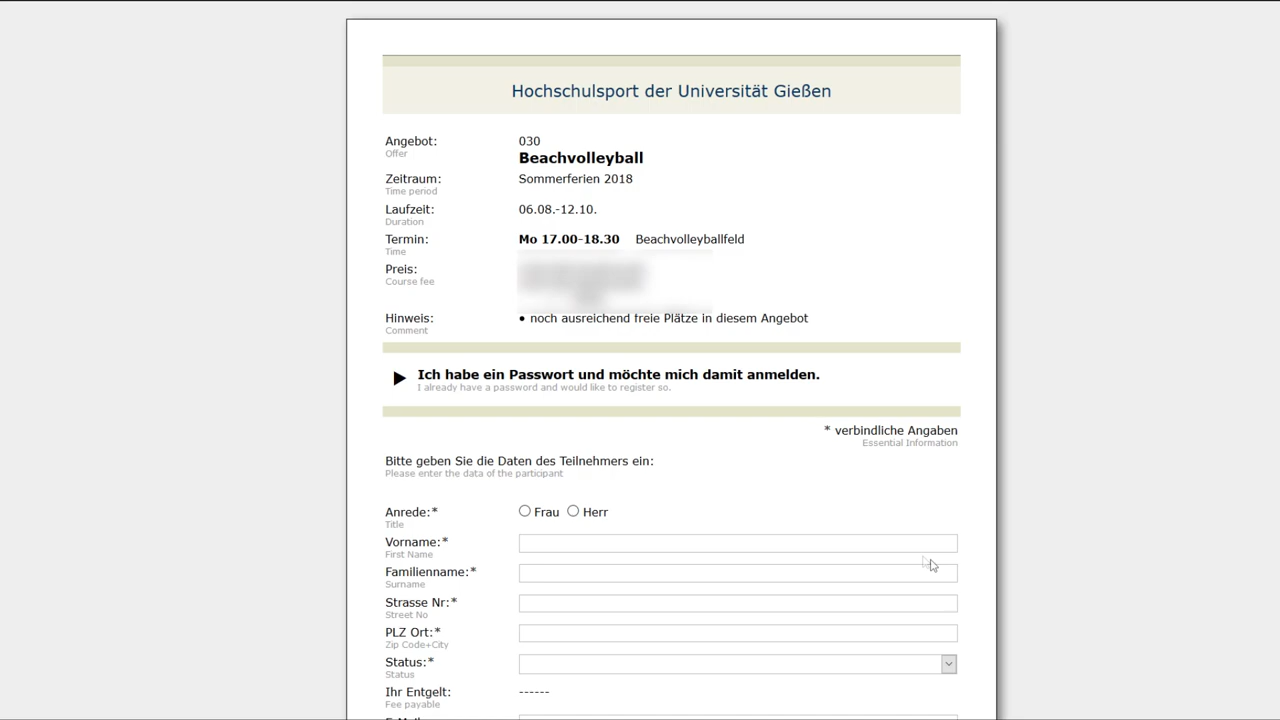 Hochschulsport der Universität Gießen
Angebot: 030
Offer
Beachvolleyball
Zeitraum: Sommerferien 2018
Time period
Laufzeit: 06.08.-12.10.
Duration
Termin: Mo 17.00-18.30 Beachvolleyballfeld
Time
Preis:
Course fee
Hinweis: • noch ausreichend freie Plätze in diesem Angebot
Comment
Ich habe ein Passwort und möchte mich damit anmelden.
I already have a password and would like to register so.
* verbindliche Angaben
Essential Information
Bitte geben Sie die Daten des Teilnehmers ein:
Please enter the data of the participant
Anrede:* Frau Herr
Title
Vorname:*
First Name
Familienname:*
Surname
Strasse Nr:*
Street No
PLZ Ort:*
Zip Code+City
Status:*
Status
Ihr Entgelt: ------
Fee payable